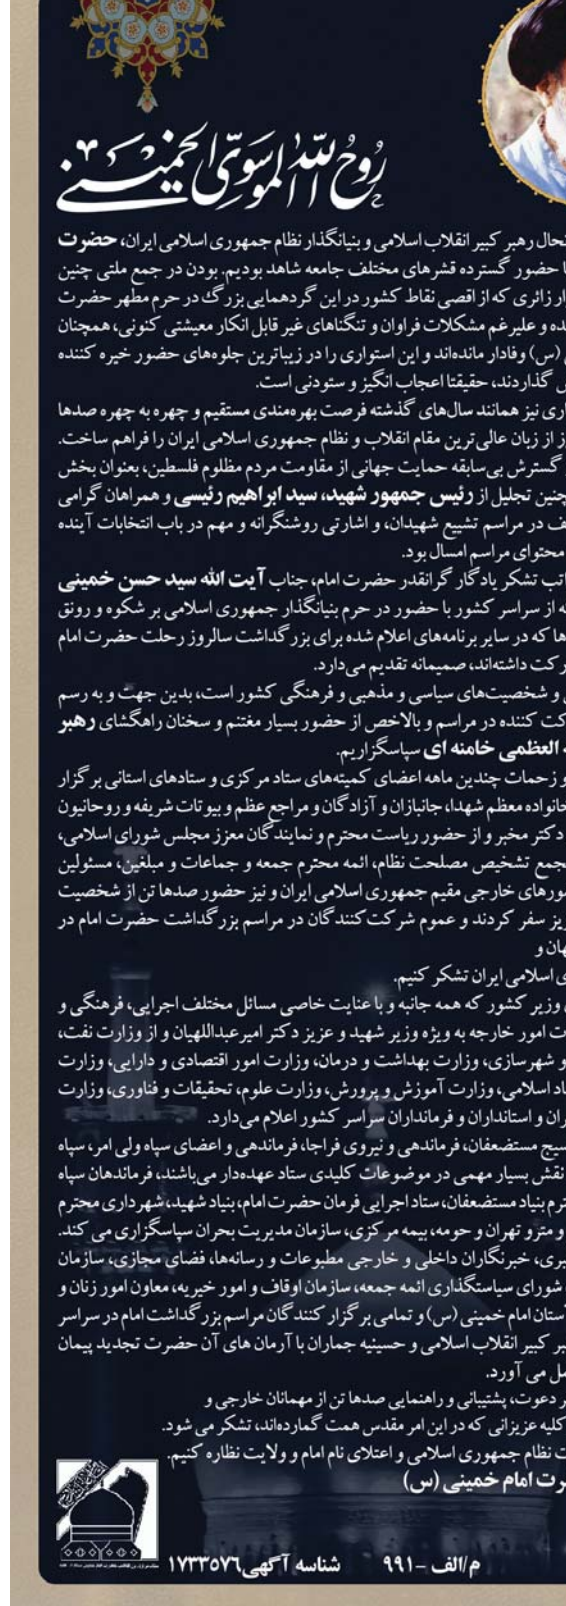 روح الله الموسوی الخمینی
تحال رهبر کبیر انقلاب اسلامی و بنیانگذار نظام جمهوری اسلامی ایران، حضرت
ا حضور گسترده قشرهای مختلف جامعه شاهد بودیم. بودن در جمع ملتی چنین
ار زائری که از اقصی نقاط کشور در این گردهمایی بزرگ در حرم مطهر حضرت
ده و علیرغم مشکلات فراوان و تنگناهای غیر قابل انکار معیشتی کنونی، همچنان
(س) وفادار مانده‌اند و این استواری را در زیباترین جلوه‌های حضور خیره کننده
گذاردند، حقیقتا اعجاب انگیز و ستودنی است.
اری نیز همانند سال‌های گذشته فرصت بهره‌مندی مستقیم و چهره به چهره صدها
ز از زبان عالی‌ترین مقام انقلاب و نظام جمهوری اسلامی ایران را فراهم ساخت.
گسترش بی‌سابقه حمایت جهانی از مقاومت مردم مظلوم فلسطین، بعنوان بخش
چنین تجلیل از رئیس جمهور شهید، سید ابراهیم رئیسی و همراهان گرامی
ف در مراسم تشییع شهیدان، و اشارتی روشنگرانه و مهم در باب انتخابات آینده
محتوای مراسم امسال بود.
اتب تشکر یادگار گرانقدر حضرت امام، جناب آیت الله سید حسن خمینی
ه از سراسر کشور با حضور در حرم بنیانگذار جمهوری اسلامی بر شکوه و رونق
ها که در سایر برنامه‌های اعلام شده برای بزرگداشت سالروز رحلت حضرت امام
رکت داشته‌اند، صمیمانه تقدیم می‌دارد.
و شخصیت‌های سیاسی و مذهبی و فرهنگی کشور است، بدین جهت و به رسم
کت کننده در مراسم و بالاخص از حضور بسیار مغتنم و سخنان راهگشای رهبر
ه العظمی خامنه ای سپاسگزاریم.
و زحمات چندین ماهه اعضای کمیته‌های ستاد مرکزی و ستادهای استانی برگزار
خانواده معظم شهدا، جانبازان و آزادگان و مراجع عظم و بیوتات شریفه و روحانیون
دکتر مخبر و از حضور ریاست محترم و نمایندگان معزز مجلس شورای اسلامی،
جمع تشخیص مصلحت نظام، ائمه محترم جمعه و جماعات و مبلغین، مسئولین
ورهای خارجی مقیم جمهوری اسلامی ایران و نیز حضور صدها تن از شخصیت
ریز سفر کردند و عموم شرکت‌کنندگان در مراسم بزرگداشت حضرت امام در
هان و
ی اسلامی ایران تشکر کنیم.
وزیر کشور که همه جانبه و با عنایت خاصی مسائل مختلف اجرایی، فرهنگی و
ت امور خارجه به ویژه وزیر شهید و عزیز دکتر امیرعبداللهیان و از وزارت نفت،
و شهرسازی، وزارت بهداشت و درمان، وزارت امور اقتصادی و دارایی، وزارت
اد اسلامی، وزارت آموزش و پرورش، وزارت علوم، تحقیقات و فناوری، وزارت
ران و استانداران و فرمانداران سراسر کشور اعلام می‌دارد.
سیج مستضعفان، فرماندهی و نیروی فراجا، فرماندهی و اعضای سپاه ولی امر، سپاه
نقش بسیار مهمی در موضوعات کلیدی ستاد عهده‌دار می‌باشند، فرماندهان سپاه
ترم بنیاد مستضعفان، ستاد اجرایی فرمان حضرت امام، بنیاد شهید، شهرداری محترم
و مترو تهران و حومه، بیمه مرکزی، سازمان مدیریت بحران سپاسگزاری می کند.
بری، خبرنگاران داخلی و خارجی مطبوعات و رسانه‌ها، فضای مجازی، سازمان
شورای سیاستگذاری ائمه جمعه، سازمان اوقاف و امور خیریه، معاون امور زنان و
آستان امام خمینی (س) و تمامی برگزار کنندگان مراسم بزرگداشت امام در سراسر
بر کبیر انقلاب اسلامی و حسینیه جماران با آرمان های آن حضرت تجدید پیمان
مل می آورد.
ر دعوت، پشتیبانی و راهنمایی صدها تن از مهمانان خارجی و
کلیه عزیزانی که در این امر مقدس همت گمارده‌اند، تشکر می شود.
ت نظام جمهوری اسلامی و اعتلای نام امام و ولایت نظاره کنیم.
رت امام خمینی (س)
م/الف -۹۹۱ شناسه آگهی۱۷۳۳۵۷۶